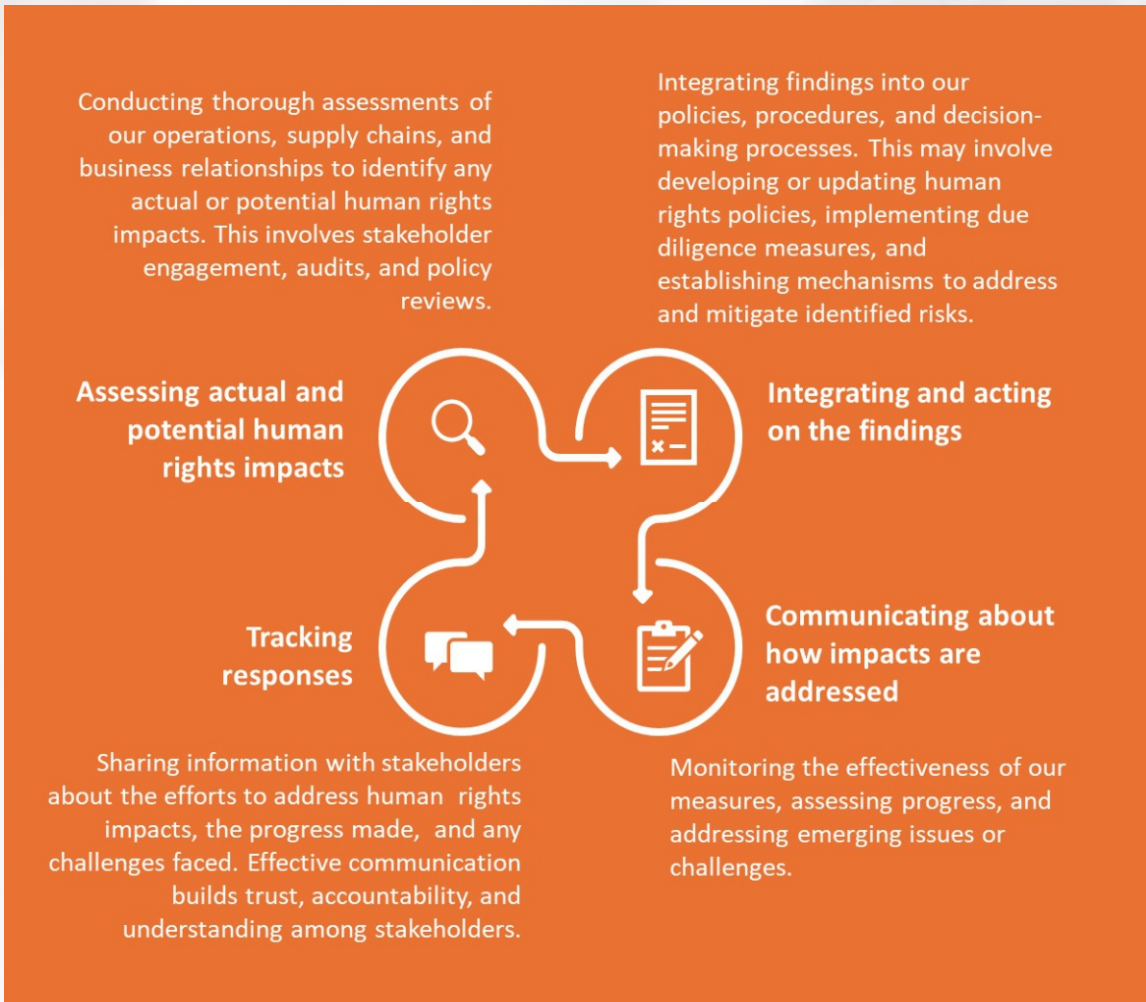 Conducting thorough assessments of
our operations, supply chains, and
business relationships to identify any
actual or potential human rights
impacts. This involves stakeholder
engagement, audits, and policy
reviews.
Integrating findings into our
policies, procedures, and decision-
making processes. This may involve
developing or updating human
rights policies, implementing due
diligence measures, and
establishing mechanisms to address
and mitigate identified risks.
Assessing actual and
potential human
rights impacts
Integrating and acting
on the findings
Tracking
responses
Communicating about
how impacts are
addressed
Sharing information with stakeholders
about the efforts to address human rights
impacts, the progress made, and any
challenges faced. Effective communication
builds trust, accountability, and
understanding among stakeholders.
Monitoring the effectiveness of our
measures, assessing progress, and
addressing emerging issues or
challenges.